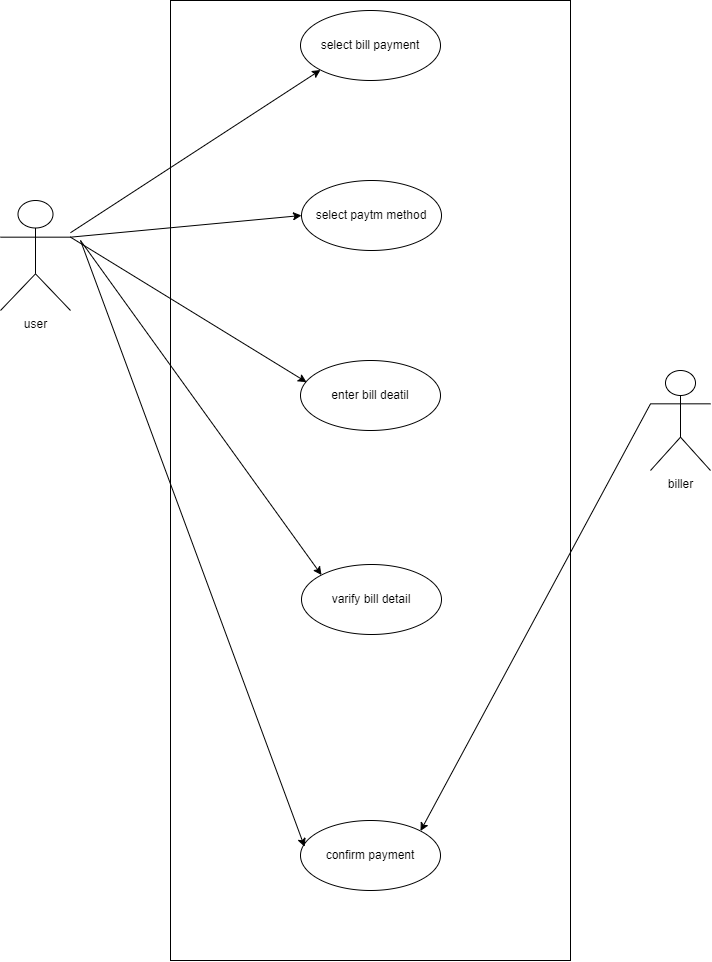 select bill payment
select paytm method
user
enter bill deatil
biller
varify bill detail
confirm payment